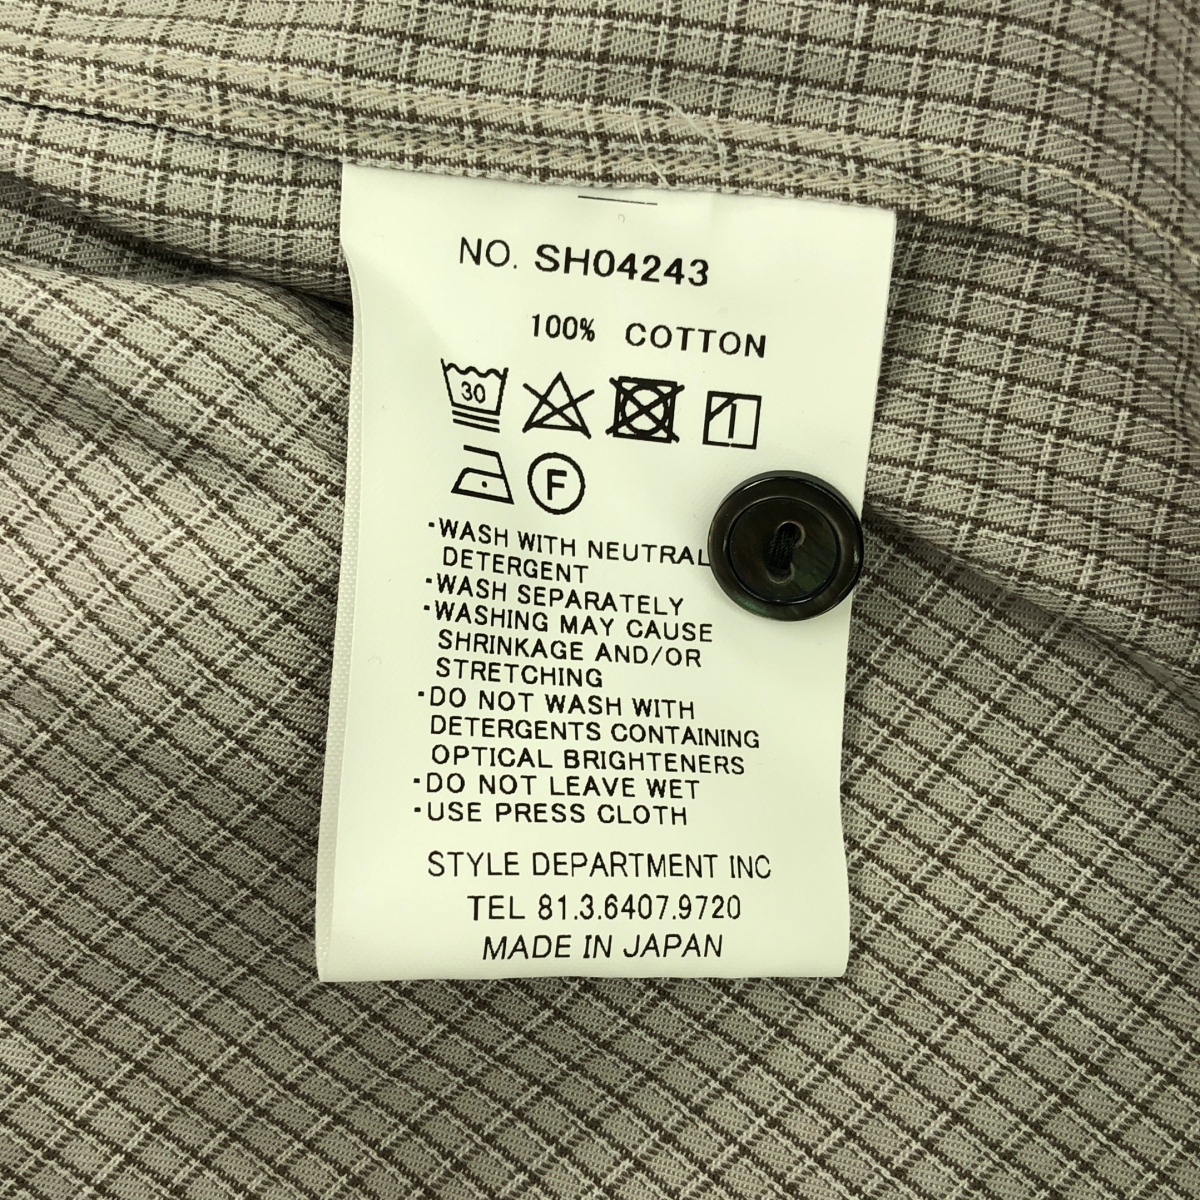 NO. SH04243
100% COTTON
30
F
·WASH WITH NEUTRAL
DETERGENT
·WASH SEPARATELY
·WASHING MAY CAUSE
SHRINKAGE AND/OR
STRETCHING
·DO NOT WASH WITH
DETERGENTS CONTAINING
OPTICAL BRIGHTENERS
·DO NOT LEAVE WET
·USE PRESS CLOTH
STYLE DEPARTMENT INC
TEL 81.3.6407.9720
MADE IN JAPAN